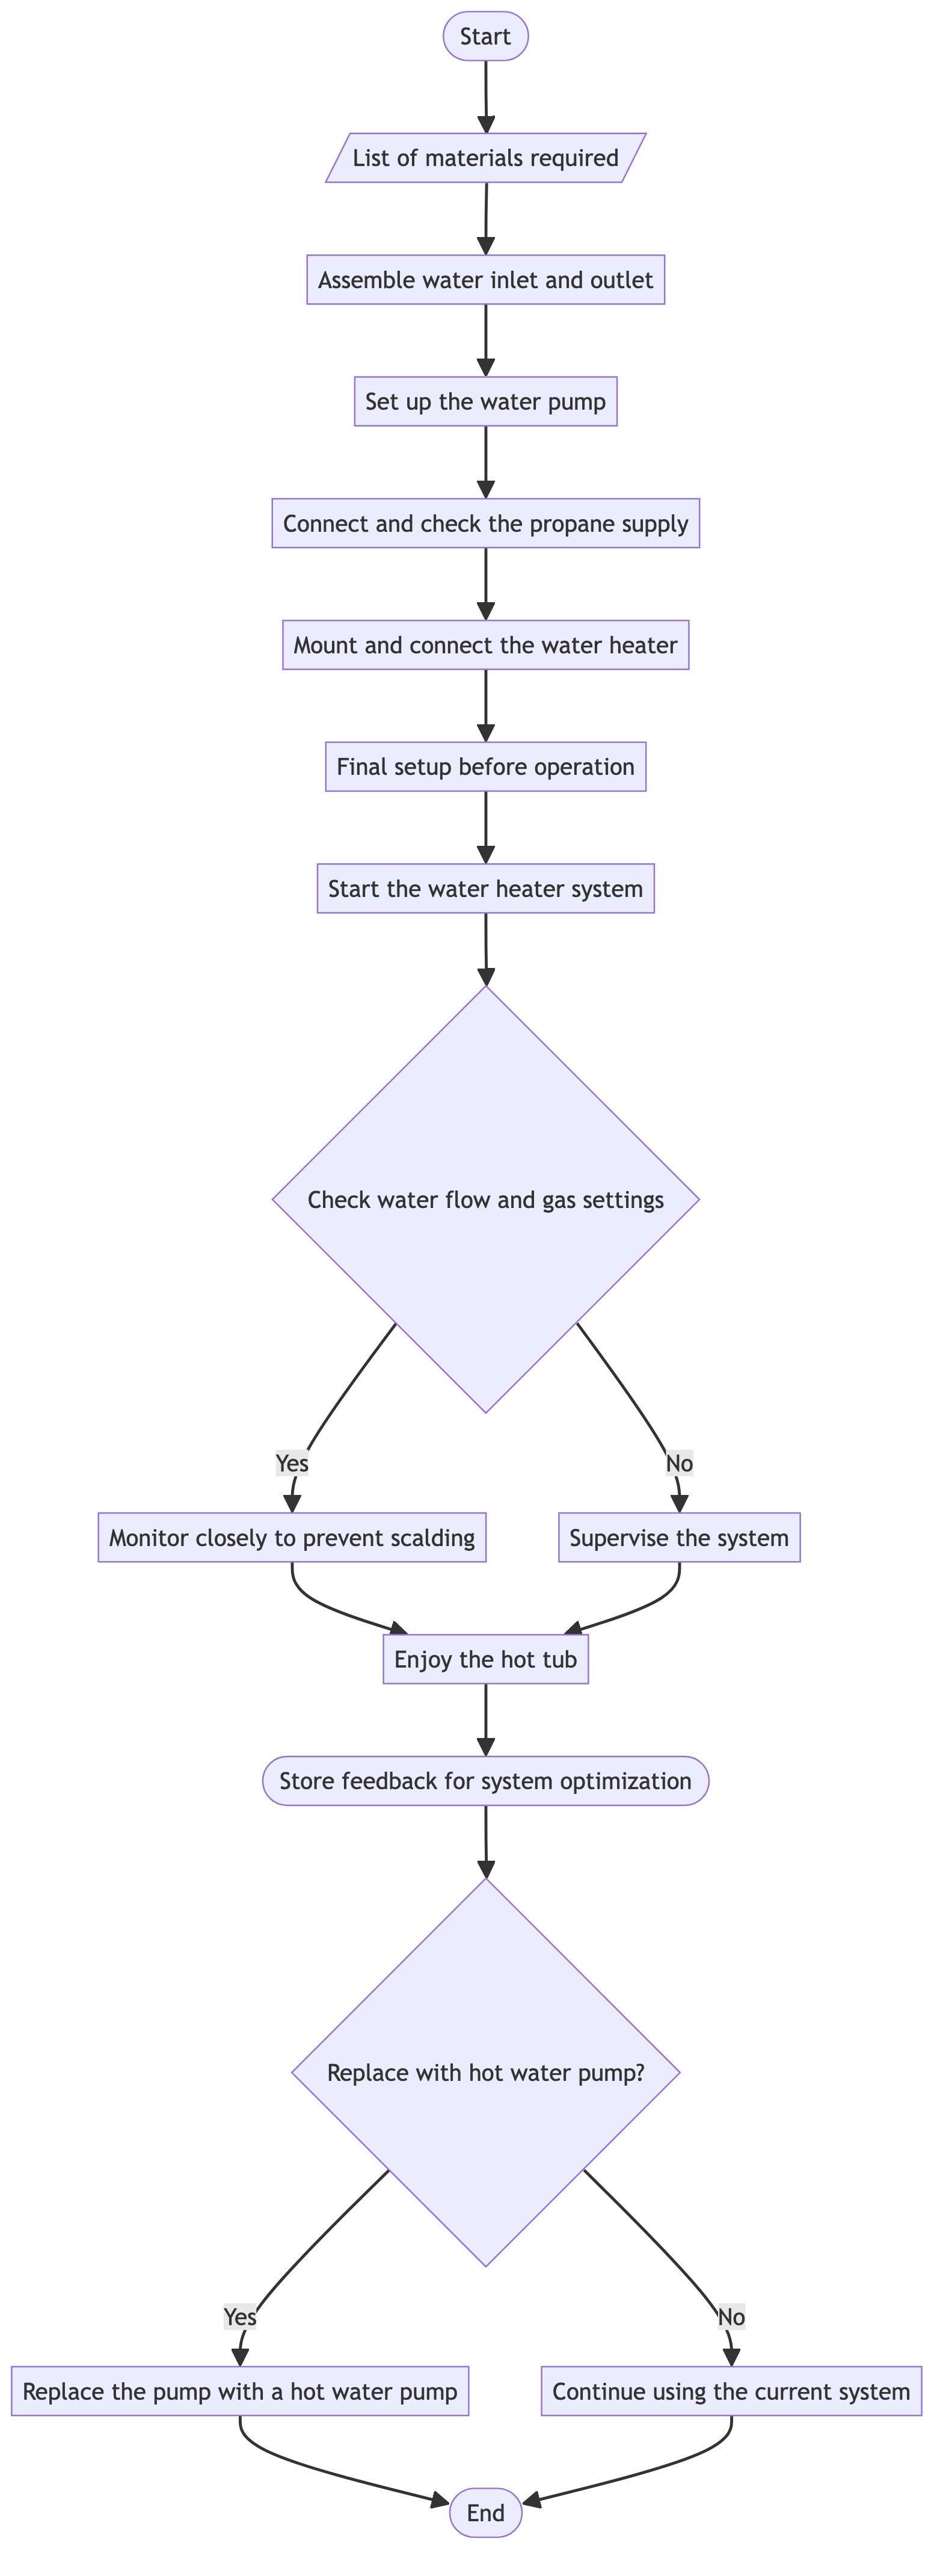 Start
List of materials required
Assemble water inlet and outlet
Set up the water pump
Connect and check the propane supply
Mount and connect the water heater
Final setup before operation
Start the water heater system
Check water flow and gas settings
Yes
No
Monitor closely to prevent scalding
Supervise the system
Enjoy the hot tub
Store feedback for system optimization
Replace with hot water pump?
Yes
No
Replace the pump with a hot water pump
Continue using the current system
End